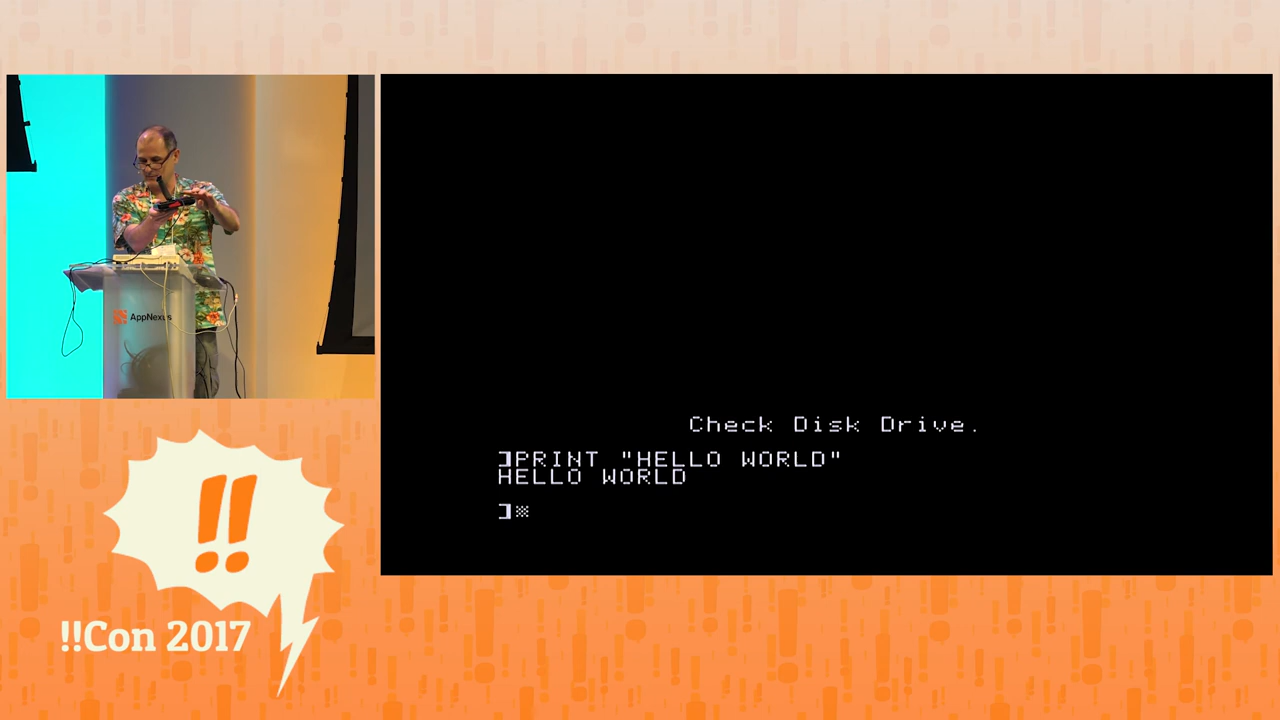 AppNexus
Check Disk Drive.
]PRINT "HELLO WORLD"
HELLO WORLD
]
!!
!!Con 2017